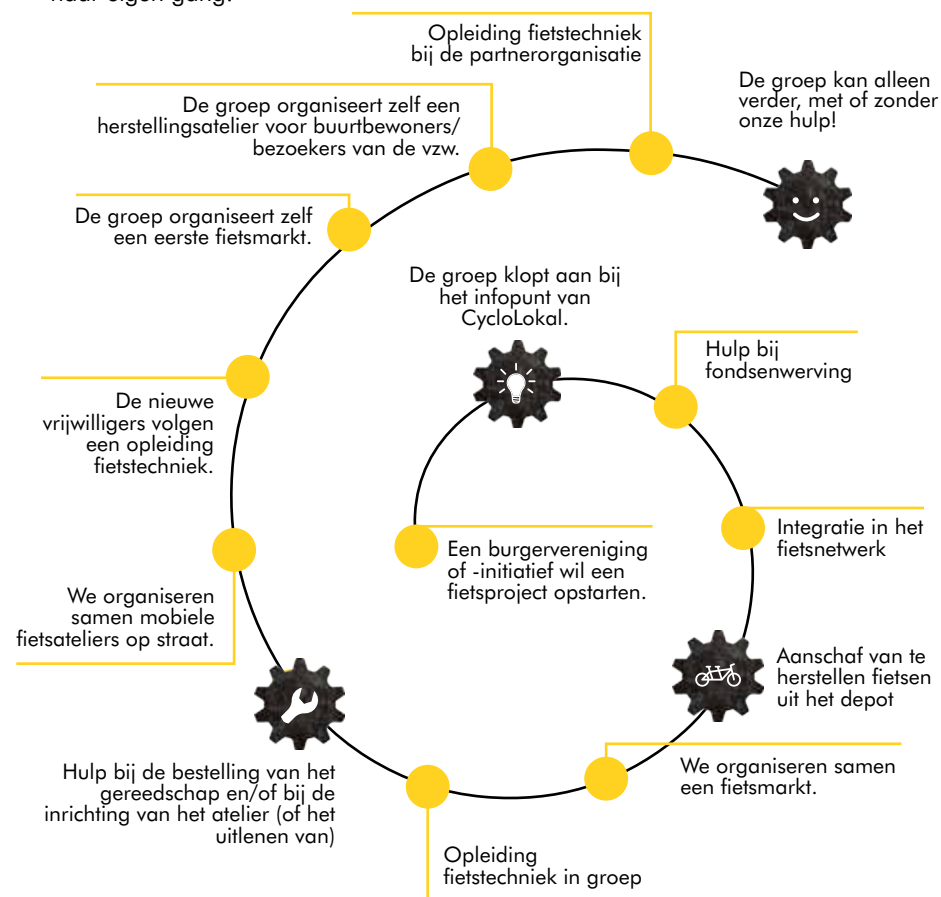 naar eigen gang.
Opleiding fietstechniek
bij de partnerorganisatie
De groep kan alleen
verder, met of zonder
onze hulp!
De groep organiseert zelf een
herstellingsatelier voor buurtbewoners/
bezoekers van de vzw.
De groep organiseert zelf
een eerste fietsmarkt.
De groep klopt aan bij
het infopunt van
CycloLokal.
Hulp bij
fondsenwerving
De nieuwe
vrijwilligers volgen
een opleiding
fietstechniek.
Integratie in het
fietsnetwerk
Een burgervereniging
of -initiatief wil een
fietsproject opstarten.
We organiseren
samen mobiele
fietsateliers op straat.
Aanschaf van te
herstellen fietsen
uit het depot
Hulp bij de bestelling van het
gereedschap en/of bij de
inrichting van het atelier (of het
uitlenen van)
We organiseren samen
een fietsmarkt.
Opleiding
fietstechniek in groep